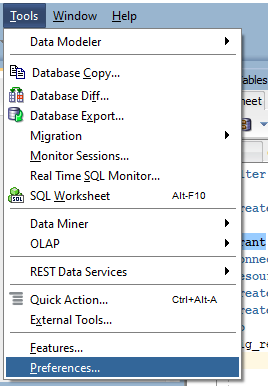 Tools Window Help
Data Modeler
Database Copy...
Database Diff...
Database Export...
Migration
Monitor Sessions...
Real Time SQL Monitor...
SQL Worksheet Alt-F10
Data Miner
OLAP
REST Data Services
Quick Action... Ctrl+Alt-A
External Tools...
Features...
Preferences...